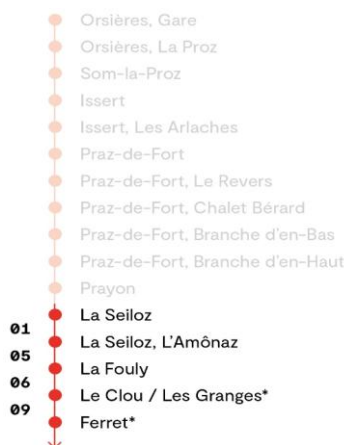 Orsières, Gare
Orsières, La Proz
Som-la-Proz
Issert
Issert, Les Arlaches
Praz-de-Fort
Praz-de-Fort, Le Revers
Praz-de-Fort, Chalet Bérard
Praz-de-Fort, Branche d'en-Bas
Praz-de-Fort, Branche d'en-Haut
Prayon
La Seiloz
01
La Seiloz, L'Amônaz
05
La Fouly
06
Le Clou / Les Granges*
09
Ferret*